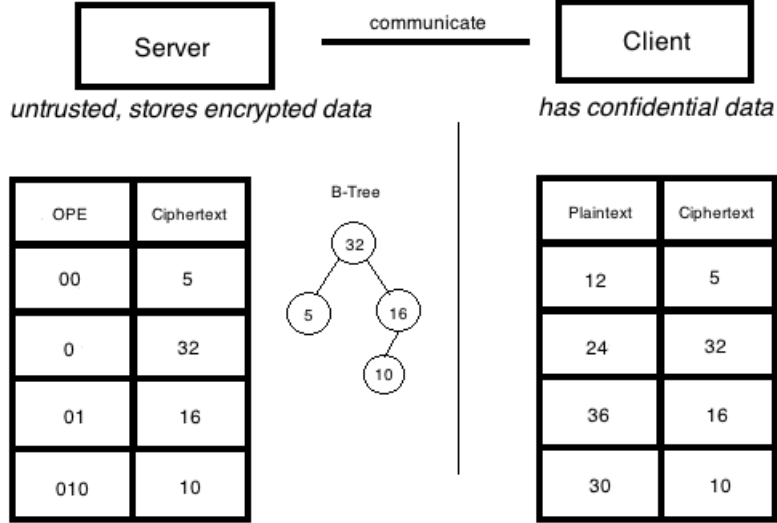 Server
communicate
Client
untrusted, stores encrypted data
has confidential data
OPE Ciphertext
00 5
0 32
01 16
010 10
B-Tree
32
5 16
10
Plaintext Ciphertext
12 5
24 32
36 16
30 10